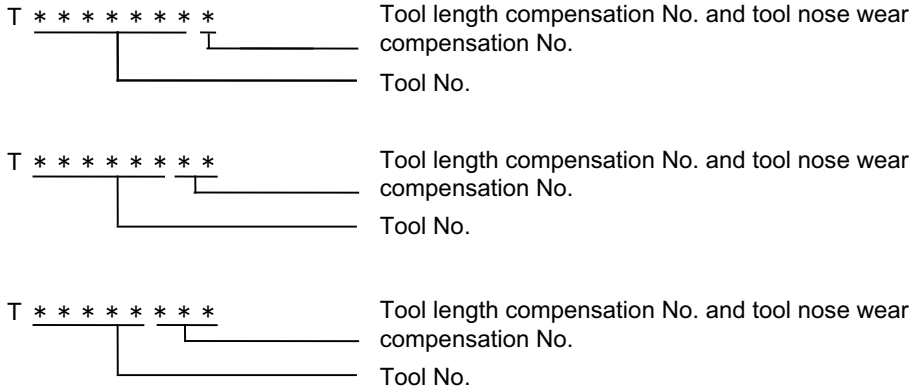 T * * * * * * * * Tool length compensation No. and tool nose wear
compensation No.
Tool No.
T * * * * * * * * Tool length compensation No. and tool nose wear
compensation No.
Tool No.
T * * * * * * * * Tool length compensation No. and tool nose wear
compensation No.
Tool No.